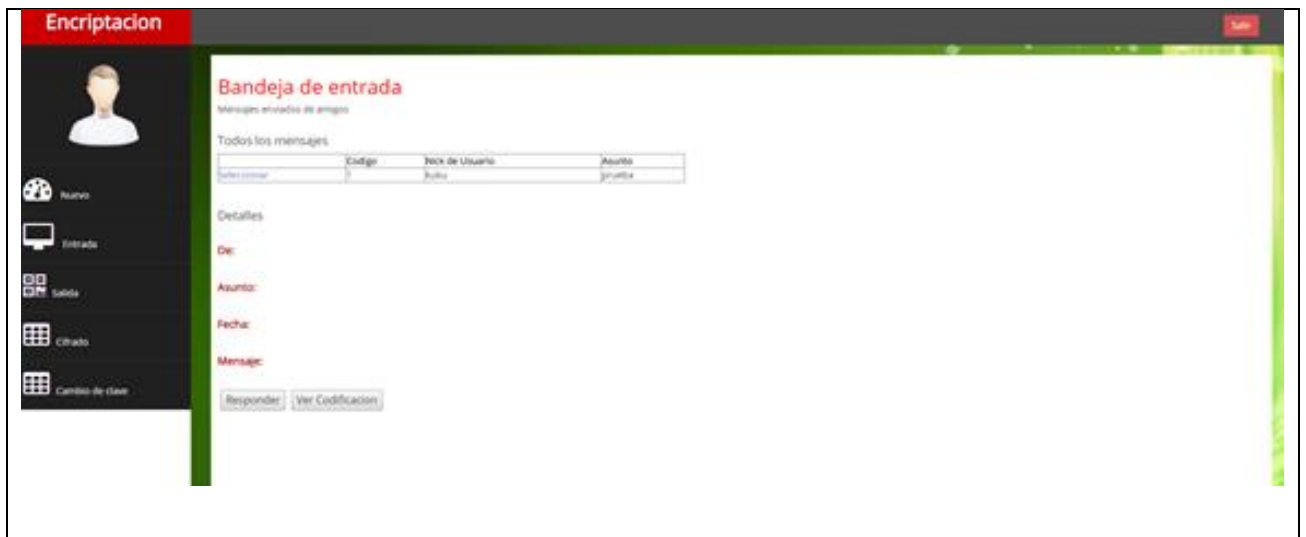 Encriptacion
Salir
Bandeja de entrada
Mensajes enviados de amigos
Todos los mensajes
Codigo Nick de Usuario Asunto
Seleccionar kuku prueba
Nuevo
Detalles
Entrada
De:
Salida
Asunto:
Fecha:
Cifrado
Mensaje:
Cambio de clave
Responder Ver Codificacion